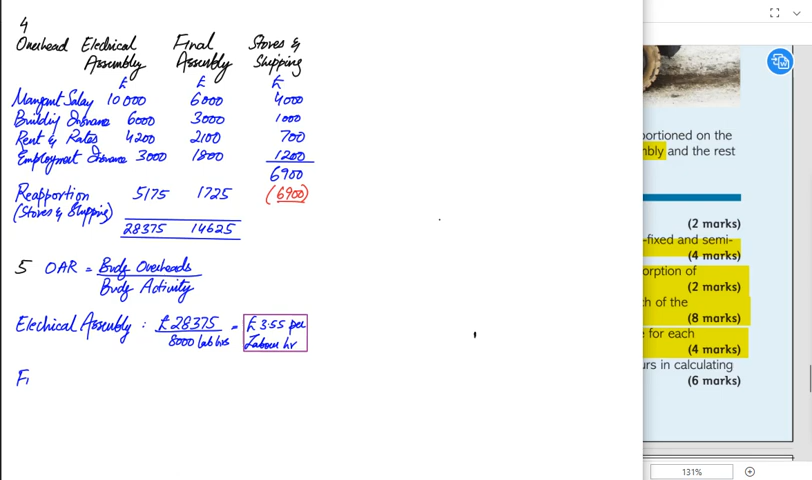 4
Overhead Electrical Assembly Final Assembly Stores & Shipping
£ £ £
10000 6000 4000
Building Insurance 6000 3000 1000
Rent & Rates 4200 2100 700
Employment Insurance 3000 1800 1200
6900
Reapportion 5175 1725 (6900)
(Stores & Shipping)
28375 14625
5 OAR = Budg Overheads
Budg Activity
Electrical Assembly : £28375 = £3.55 per
8000 lab hrs Labour hr
Fi
portioned on the
mbly and the rest
(2 marks)
-fixed and semi-
(4 marks)
orption of
(2 marks)
ch of the
(8 marks)
e for each
(4 marks)
urs in calculating
(6 marks)
131%